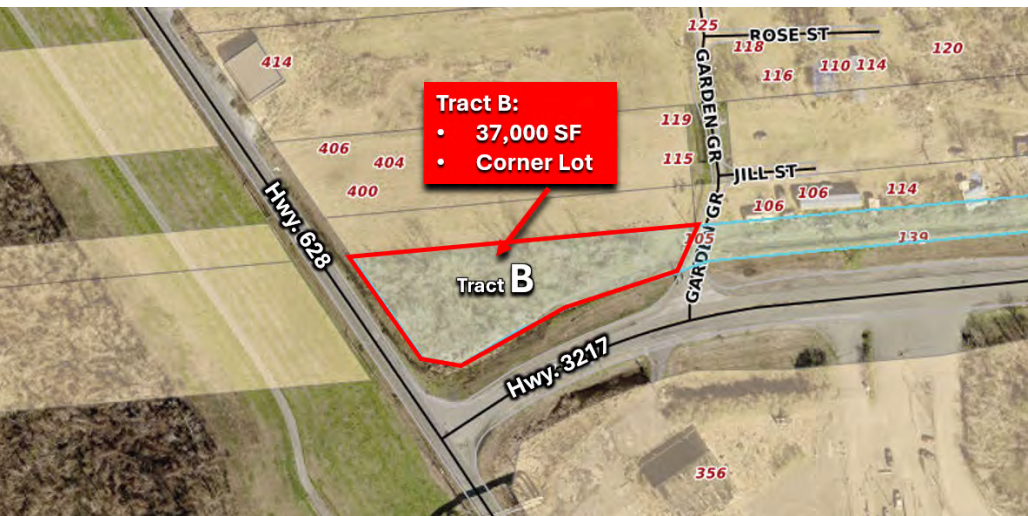 125
ROSE ST
118
120
414
110
114
116
GARDEN GR
Tract B:
• 37,000 SF
• Corner Lot
119
406
404
115
JILL ST
400
106
106
114
Hwy. 628
105
139
GARDEN GR
Tract B
Hwy. 3217
356